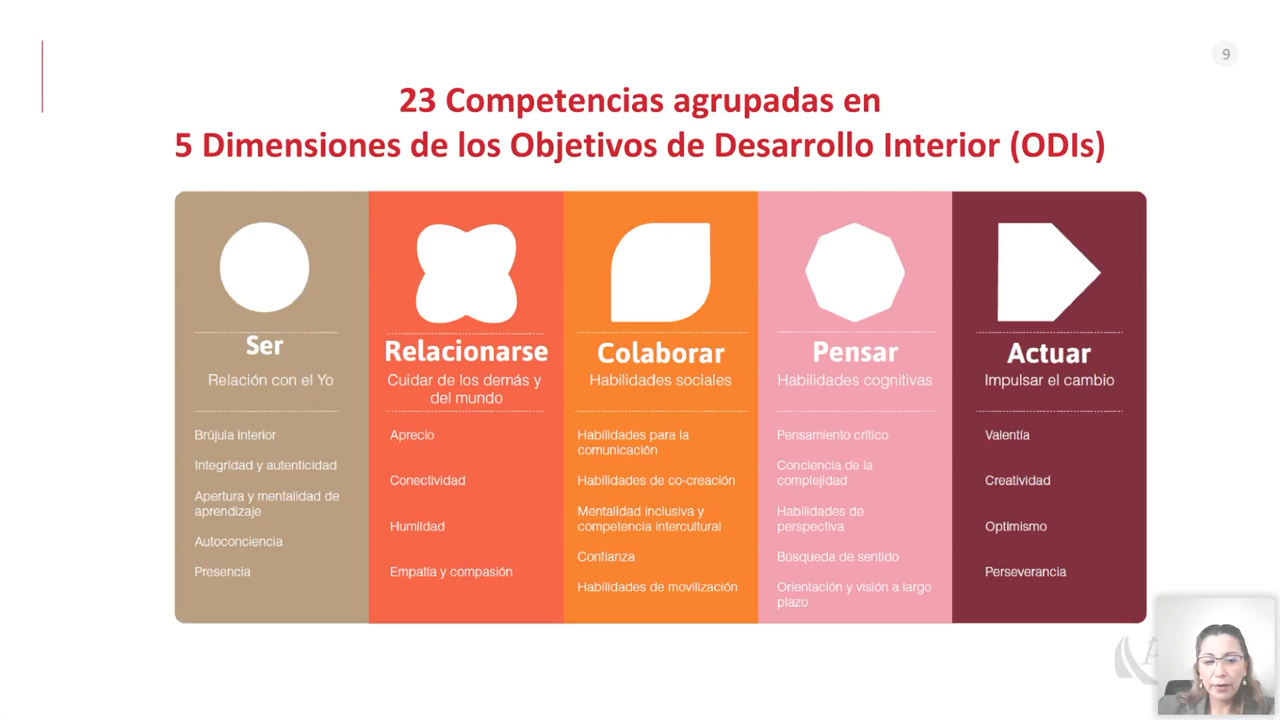 9
23 Competencias agrupadas en
5 Dimensiones de los Objetivos de Desarrollo Interior (ODIs)
Ser
Relación con el Yo
Brújula interior
Integridad y autenticidad
Apertura y mentalidad de
aprendizaje
Autoconciencia
Presencia
Relacionarse
Cuidar de los demás y
del mundo
Aprecio
Conectividad
Humildad
Empatía y compasión
Colaborar
Habilidades sociales
Habilidades para la
comunicación
Habilidades de co-creación
Mentalidad inclusiva y
competencia intercultural
Confianza
Habilidades de movilización
Pensar
Habilidades cognitivas
Pensamiento crítico
Conciencia de la
complejidad
Habilidades de
perspectiva
Búsqueda de sentido
Orientación y visión a largo
plazo
Actuar
Impulsar el cambio
Valentía
Creatividad
Optimismo
Perseverancia